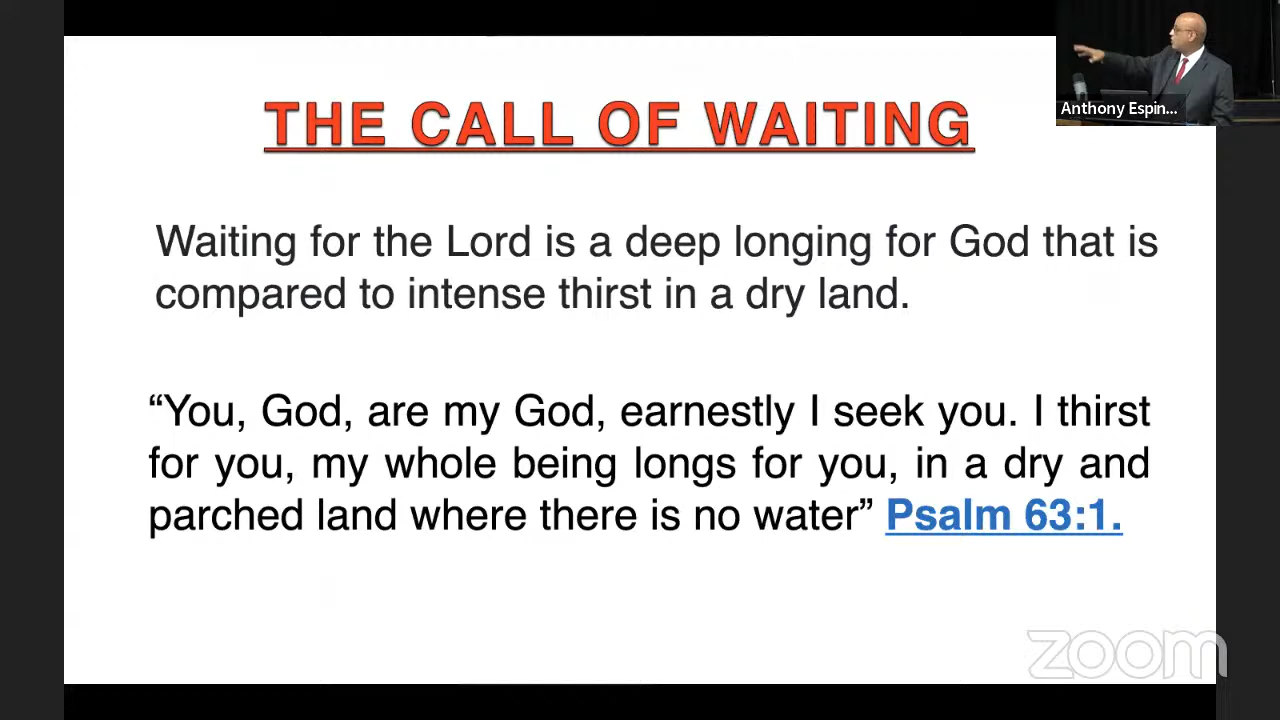 THE CALL OF WAITING
Anthony Espin...
Waiting for the Lord is a deep longing for God that is
compared to intense thirst in a dry land.
“You, God, are my God, earnestly I seek you. I thirst
for you, my whole being longs for you, in a dry and
parched land where there is no water” Psalm 63:1.
zoom